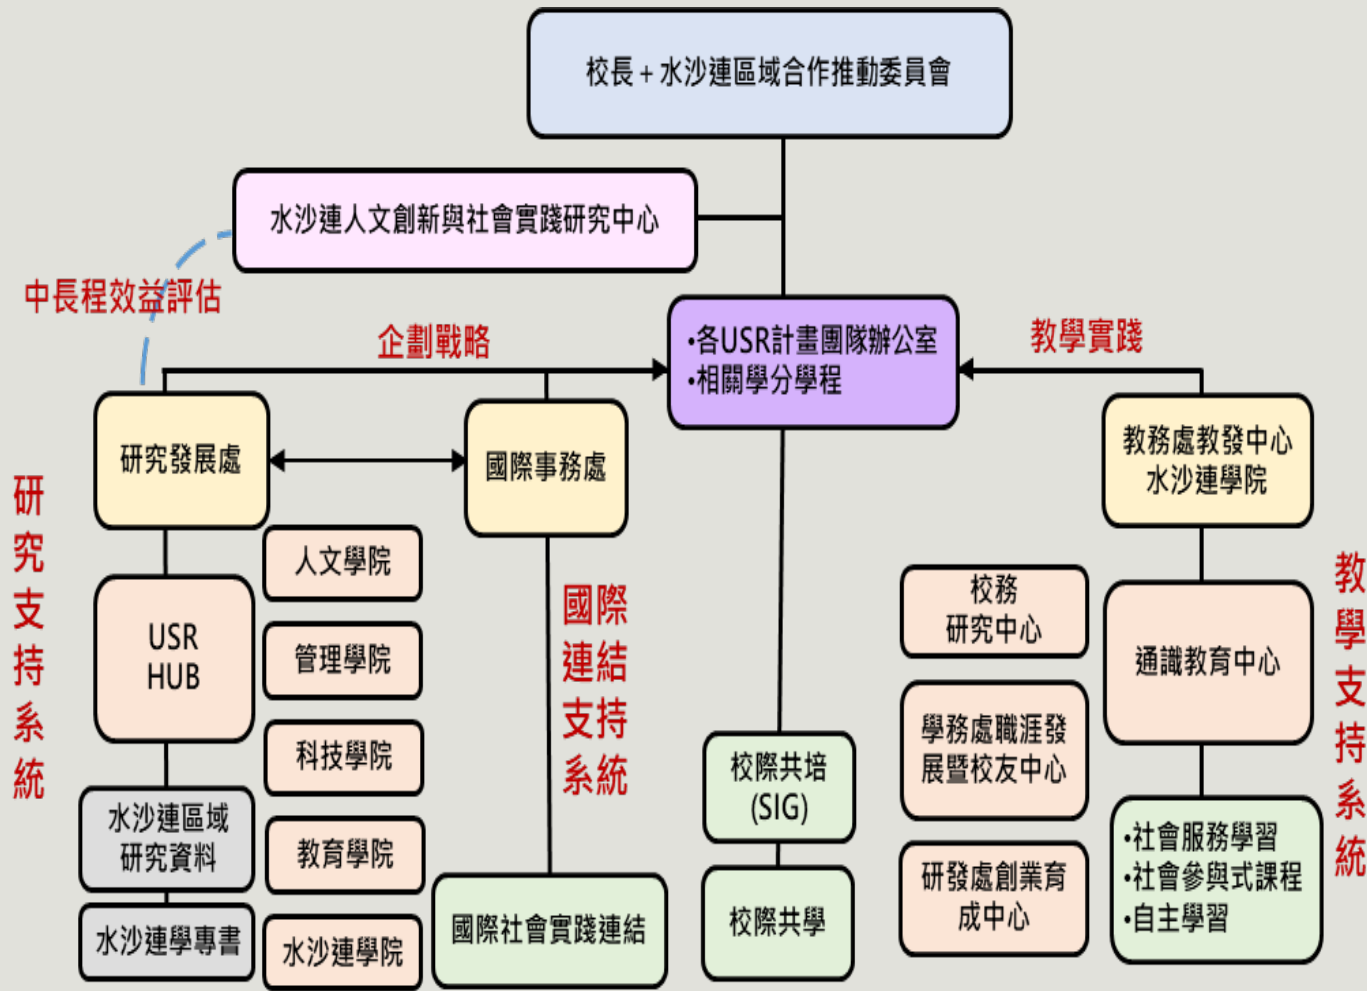 校長＋水沙連區域合作推動委員會
水沙連人文創新與社會實踐研究中心
中長程效益評估
企劃戰略
•各USR計畫團隊辦公室
•相關學分學程
教學實踐
研究發展處
國際事務處
教務處教發中心
水沙連學院
研究支持系統
USR
HUB
水沙連區域
研究資料
水沙連學專書
人文學院
管理學院
科技學院
教育學院
水沙連學院
國際
連結
支持
系統
國際社會實踐連結
校際共培
(SIG)
校際共學
校務
研究中心
學務處職涯發
展暨校友中心
研發處創業育
成中心
通識教育中心
•社會服務學習
•社會參與式課程
•自主學習
教學支持系統